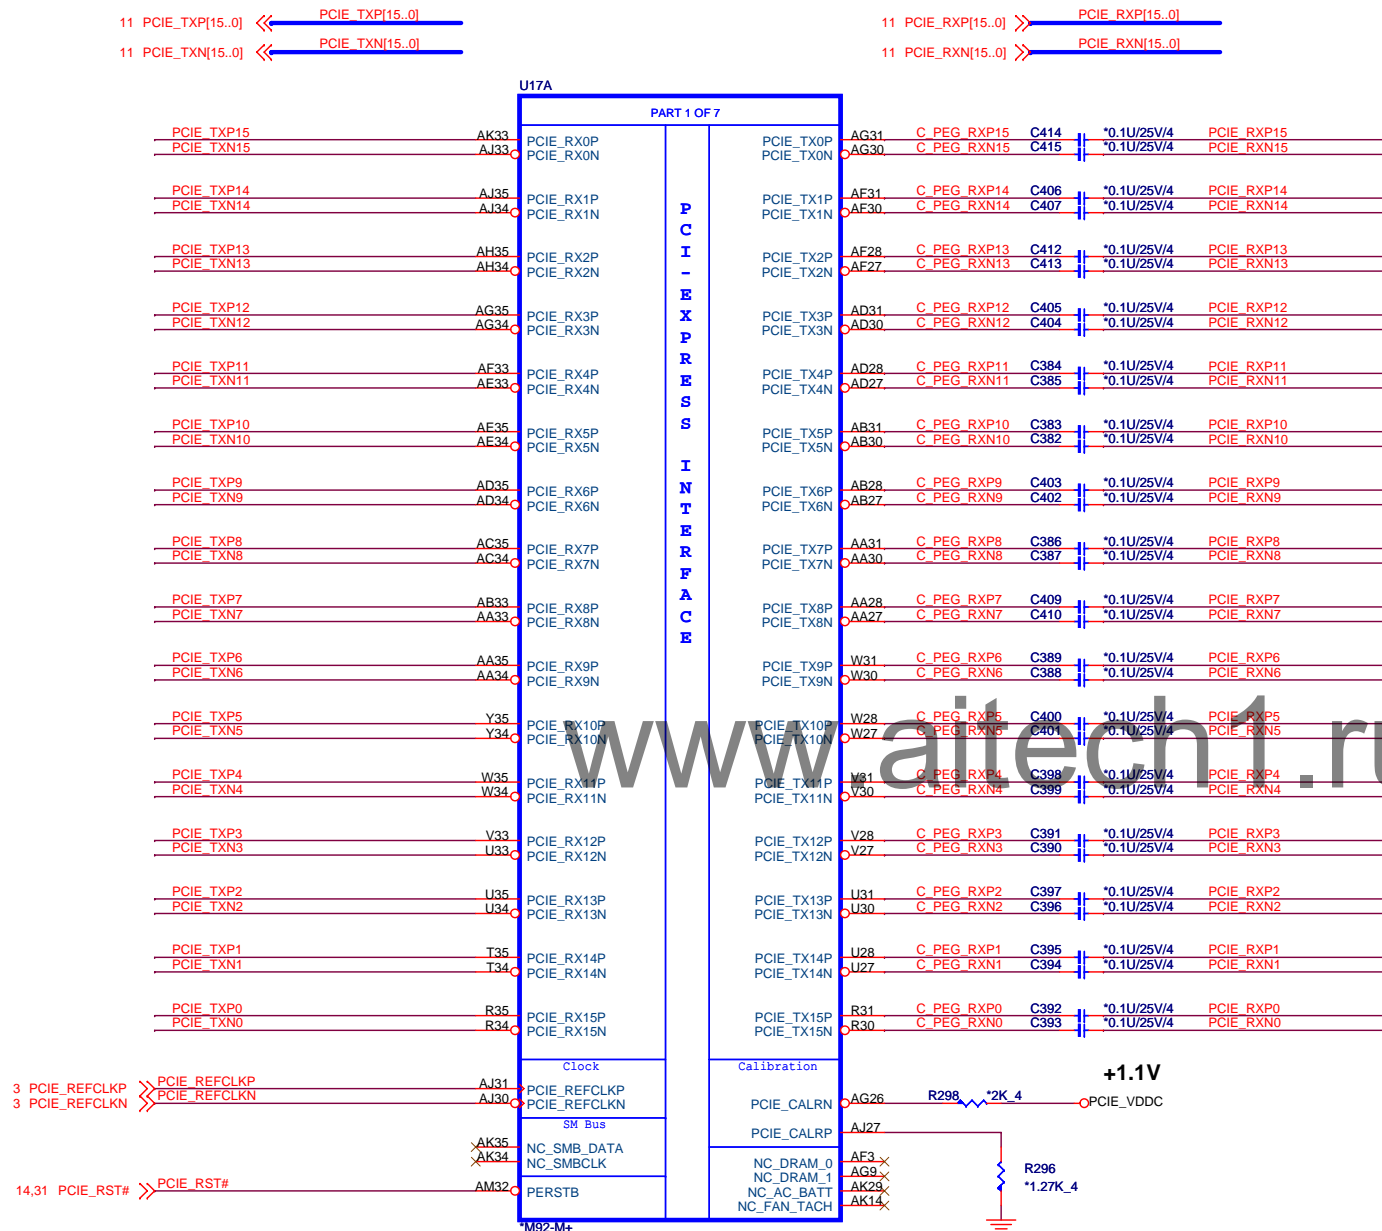 11 PCIE_TXP[15..0] PCIE_TXP[15..0] 11 PCIE_RXP[15..0] PCIE_RXP[15..0]
11 PCIE_TXN[15..0] PCIE_TXN[15..0] 11 PCIE_RXN[15..0] PCIE_RXN[15..0]
U17A
PART 1 OF 7
PCIE_TXP15 AK33 PCIE_RX0P PCIE_TX0P AG31 C_PEG_RXP15 C414 *0.1U/25V/4 PCIE_RXP15
PCIE_TXN15 AJ33 PCIE_RX0N PCIE_TX0N AG30 C_PEG_RXN15 C415 *0.1U/25V/4 PCIE_RXN15
PCIE_TXP14 AJ35 PCIE_RX1P PCIE_TX1P AF31 C_PEG_RXP14 C406 *0.1U/25V/4 PCIE_RXP14
PCIE_TXN14 AJ34 PCIE_RX1N PCIE_TX1N AF30 C_PEG_RXN14 C407 *0.1U/25V/4 PCIE_RXN14
PCIE_TXP13 AH35 PCIE_RX2P PCIE_TX2P AF28 C_PEG_RXP13 C412 *0.1U/25V/4 PCIE_RXP13
PCIE_TXN13 AH34 PCIE_RX2N PCIE_TX2N AF27 C_PEG_RXN13 C413 *0.1U/25V/4 PCIE_RXN13
PCIE_TXP12 AG35 PCIE_RX3P PCIE_TX3P AD31 C_PEG_RXP12 C405 *0.1U/25V/4 PCIE_RXP12
PCIE_TXN12 AG34 PCIE_RX3N PCIE_TX3N AD30 C_PEG_RXN12 C404 *0.1U/25V/4 PCIE_RXN12
PCIE_TXP11 AF33 PCIE_RX4P PCIE_TX4P AD28 C_PEG_RXP11 C384 *0.1U/25V/4 PCIE_RXP11
PCIE_TXN11 AE33 PCIE_RX4N PCIE_TX4N AD27 C_PEG_RXN11 C385 *0.1U/25V/4 PCIE_RXN11
PCIE_TXP10 AE35 PCIE_RX5P PCIE_TX5P AB31 C_PEG_RXP10 C383 *0.1U/25V/4 PCIE_RXP10
PCIE_TXN10 AE34 PCIE_RX5N PCIE_TX5N AB30 C_PEG_RXN10 C382 *0.1U/25V/4 PCIE_RXN10
PCIE_TXP9 AD35 PCIE_RX6P PCIE_TX6P AB28 C_PEG_RXP9 C403 *0.1U/25V/4 PCIE_RXP9
PCIE_TXN9 AD34 PCIE_RX6N PCIE_TX6N AB27 C_PEG_RXN9 C402 *0.1U/25V/4 PCIE_RXN9
PCIE_TXP8 AC35 PCIE_RX7P PCIE_TX7P AA31 C_PEG_RXP8 C386 *0.1U/25V/4 PCIE_RXP8
PCIE_TXN8 AC34 PCIE_RX7N PCIE_TX7N AA30 C_PEG_RXN8 C387 *0.1U/25V/4 PCIE_RXN8
PCIE_TXP7 AB33 PCIE_RX8P PCIE_TX8P AA28 C_PEG_RXP7 C409 *0.1U/25V/4 PCIE_RXP7
PCIE_TXN7 AA33 PCIE_RX8N PCIE_TX8N AA27 C_PEG_RXN7 C410 *0.1U/25V/4 PCIE_RXN7
PCIE_TXP6 AA35 PCIE_RX9P PCIE_TX9P W31 C_PEG_RXP6 C389 *0.1U/25V/4 PCIE_RXP6
PCIE_TXN6 AA34 PCIE_RX9N PCIE_TX9N W30 C_PEG_RXN6 C388 *0.1U/25V/4 PCIE_RXN6
PCIE_TXP5 Y35 PCIE_RX10P PCIE_TX10P W28 C_PEG_RXP5 C400 *0.1U/25V/4 PCIE_RXP5
PCIE_TXN5 Y34 PCIE_RX10N PCIE_TX10N W27 C_PEG_RXN5 C401 *0.1U/25V/4 PCIE_RXN5
PCIE_TXP4 W35 PCIE_RX11P PCIE_TX11P V31 C_PEG_RXP4 C398 *0.1U/25V/4 PCIE_RXP4
PCIE_TXN4 W34 PCIE_RX11N PCIE_TX11N V30 C_PEG_RXN4 C399 *0.1U/25V/4 PCIE_RXN4
PCIE_TXP3 V33 PCIE_RX12P PCIE_TX12P V28 C_PEG_RXP3 C391 *0.1U/25V/4 PCIE_RXP3
PCIE_TXN3 U33 PCIE_RX12N PCIE_TX12N V27 C_PEG_RXN3 C390 *0.1U/25V/4 PCIE_RXN3
PCIE_TXP2 U35 PCIE_RX13P PCIE_TX13P U31 C_PEG_RXP2 C397 *0.1U/25V/4 PCIE_RXP2
PCIE_TXN2 U34 PCIE_RX13N PCIE_TX13N U30 C_PEG_RXN2 C396 *0.1U/25V/4 PCIE_RXN2
PCIE_TXP1 T35 PCIE_RX14P PCIE_TX14P U28 C_PEG_RXP1 C395 *0.1U/25V/4 PCIE_RXP1
PCIE_TXN1 T34 PCIE_RX14N PCIE_TX14N U27 C_PEG_RXN1 C394 *0.1U/25V/4 PCIE_RXN1
PCIE_TXP0 R35 PCIE_RX15P PCIE_TX15P R31 C_PEG_RXP0 C392 *0.1U/25V/4 PCIE_RXP0
PCIE_TXN0 R34 PCIE_RX15N PCIE_TX15N R30 C_PEG_RXN0 C393 *0.1U/25V/4 PCIE_RXN0
PCI-EXPRESS INTERFACE
www.aitech1.ru
Clock Calibration +1.1V
3 PCIE_REFCLKP PCIE_REFCLKP AJ31 PCIE_REFCLKP
3 PCIE_REFCLKN PCIE_REFCLKN AJ30 PCIE_REFCLKN PCIE_CALRN AG26 R298 *2K_4 PCIE_VDDC
SM Bus PCIE_CALRP AJ27
AK35 NC_SMB_DATA
AK34 NC_SMBCLK NC_DRAM_0 AF3 R296
NC_DRAM_1 AG9 *1.27K_4
14,31 PCIE_RST# PCIE_RST# AM32 PERSTB NC_AC_BATT AK29
NC_FAN_TACH AK14
*M92-M+